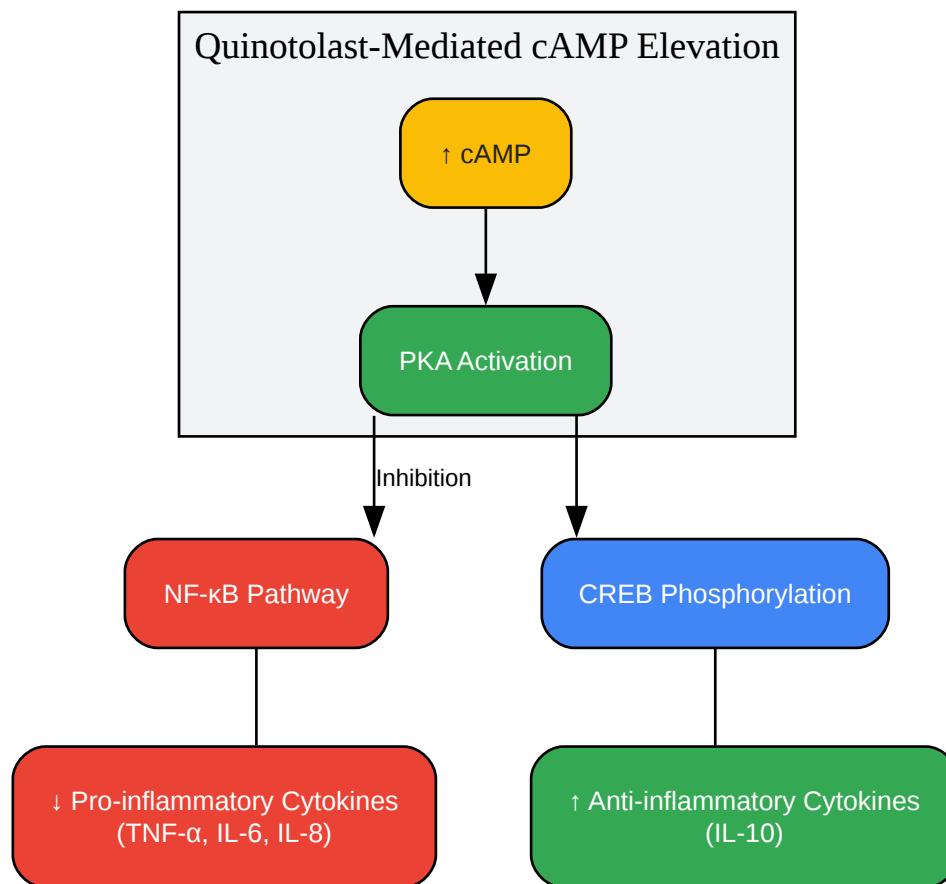 Quinotolast-Mediated cAMP Elevation
↑ cAMP
PKA Activation
Inhibition
NF-κB Pathway
CREB Phosphorylation
↓ Pro-inflammatory Cytokines
(TNF-α, IL-6, IL-8)
↑ Anti-inflammatory Cytokines
(IL-10)